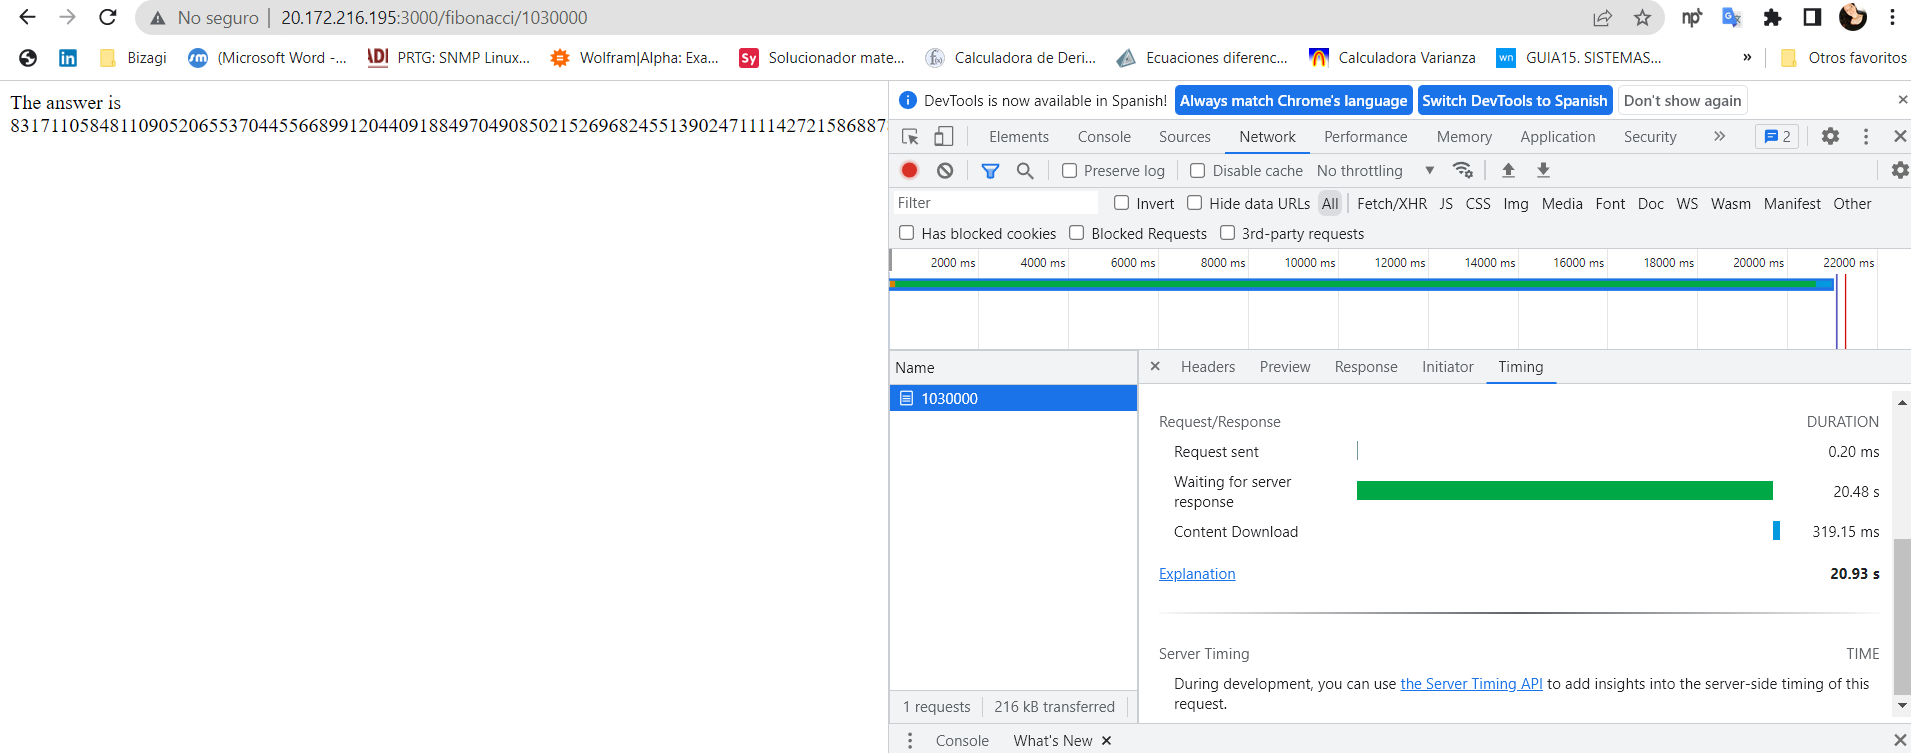 No seguro | 20.172.216.195:3000/fibonacci/1030000
Bizagi (Microsoft Word -... PRTG: SNMP Linux... Wolfram|Alpha: Exa... Solucionador mate... Calculadora de Deri... Ecuaciones diferenc... Calculadora Varianza GUIA15. SISTEMAS... » Otros favoritos
The answer is
DevTools is now available in Spanish! Always match Chrome's language Switch DevTools to Spanish Don't show again
Elements Console Sources Network Performance Memory Application Security » 2
Preserve log Disable cache No throttling
Filter Invert Hide data URLs All Fetch/XHR JS CSS Img Media Font Doc WS Wasm Manifest Other
Has blocked cookies Blocked Requests 3rd-party requests
2000 ms 4000 ms 6000 ms 8000 ms 10000 ms 12000 ms 14000 ms 16000 ms 18000 ms 20000 ms 22000 ms
Name
1030000
Headers Preview Response Initiator Timing
Request/Response DURATION
Request sent 0.20 ms
Waiting for server
response 20.48 s
Content Download 319.15 ms
Explanation 20.93 s
Server Timing TIME
During development, you can use the Server Timing API to add insights into the server-side timing of this
request.
1 requests 216 kB transferred
Console What's New